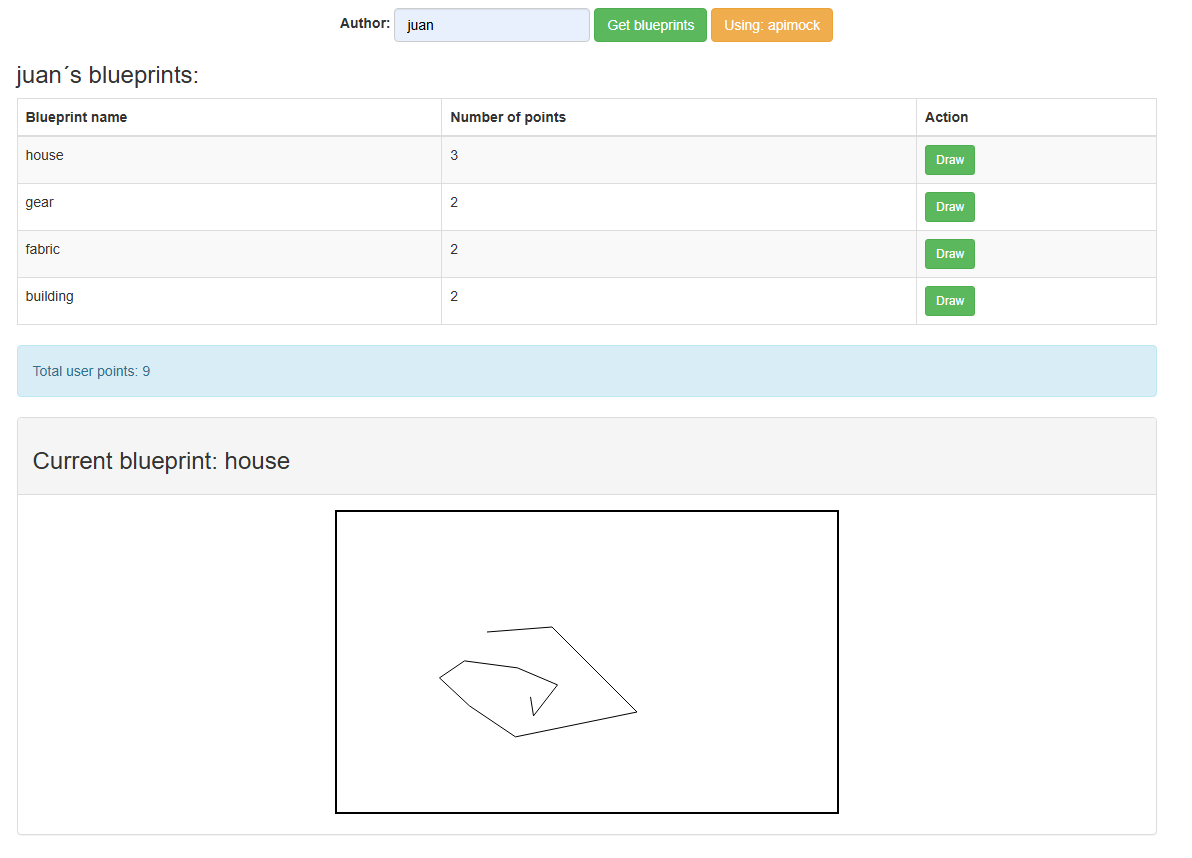 Author: juan Get blueprints Using: apimock
juan´s blueprints:
Blueprint name Number of points Action
house 3 Draw
gear 2 Draw
fabric 2 Draw
building 2 Draw
Total user points: 9
Current blueprint: house